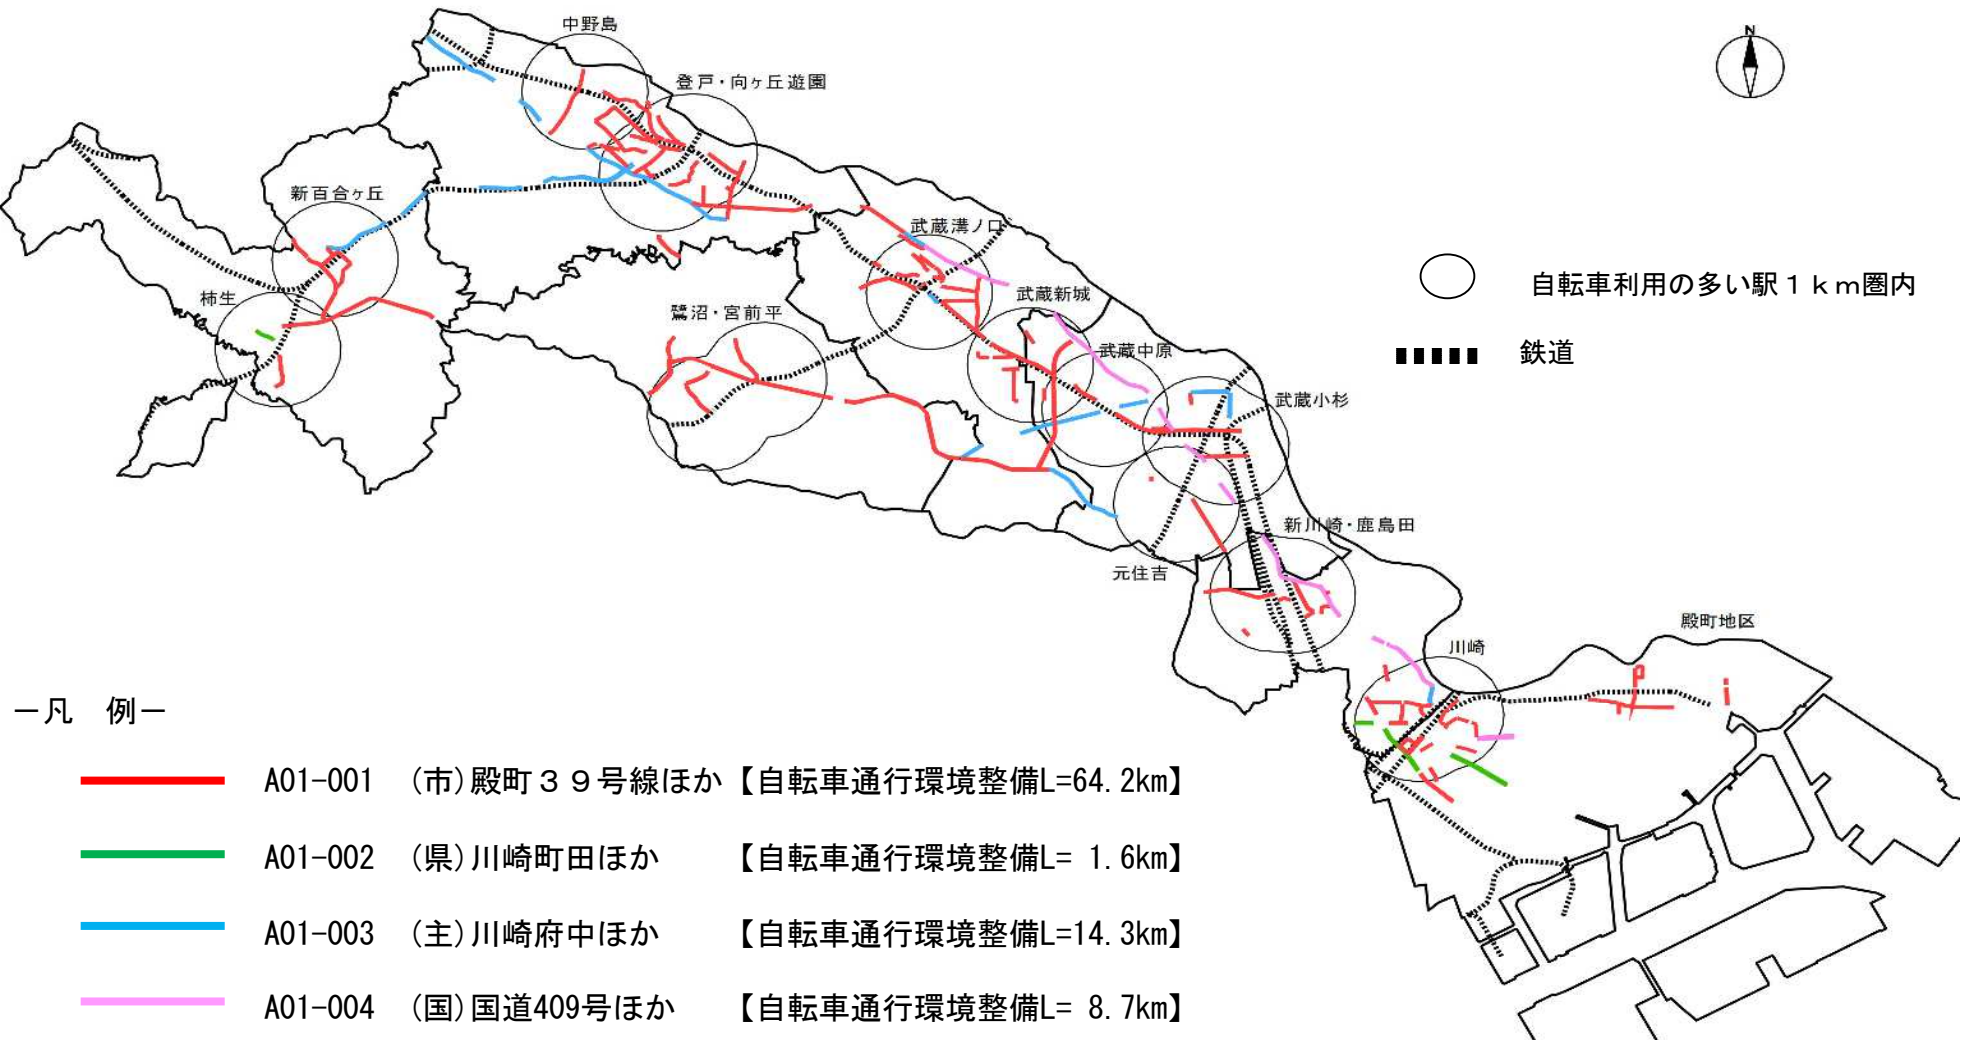 中野島
N
登戸・向ヶ丘遊園
新百合ヶ丘
武蔵溝ノ口
自転車利用の多い駅１ｋｍ圏内
柿生
武蔵新城
鷺沼・宮前平
武蔵中原
鉄道
武蔵小杉
新川崎・鹿島田
元住吉
殿町地区
川崎
－凡 例－
A01-001 (市)殿町３９号線ほか【自転車通行環境整備L=64.2km】
A01-002 (県)川崎町田ほか 【自転車通行環境整備L= 1.6km】
A01-003 (主)川崎府中ほか 【自転車通行環境整備L=14.3km】
A01-004 (国)国道409号ほか 【自転車通行環境整備L= 8.7km】